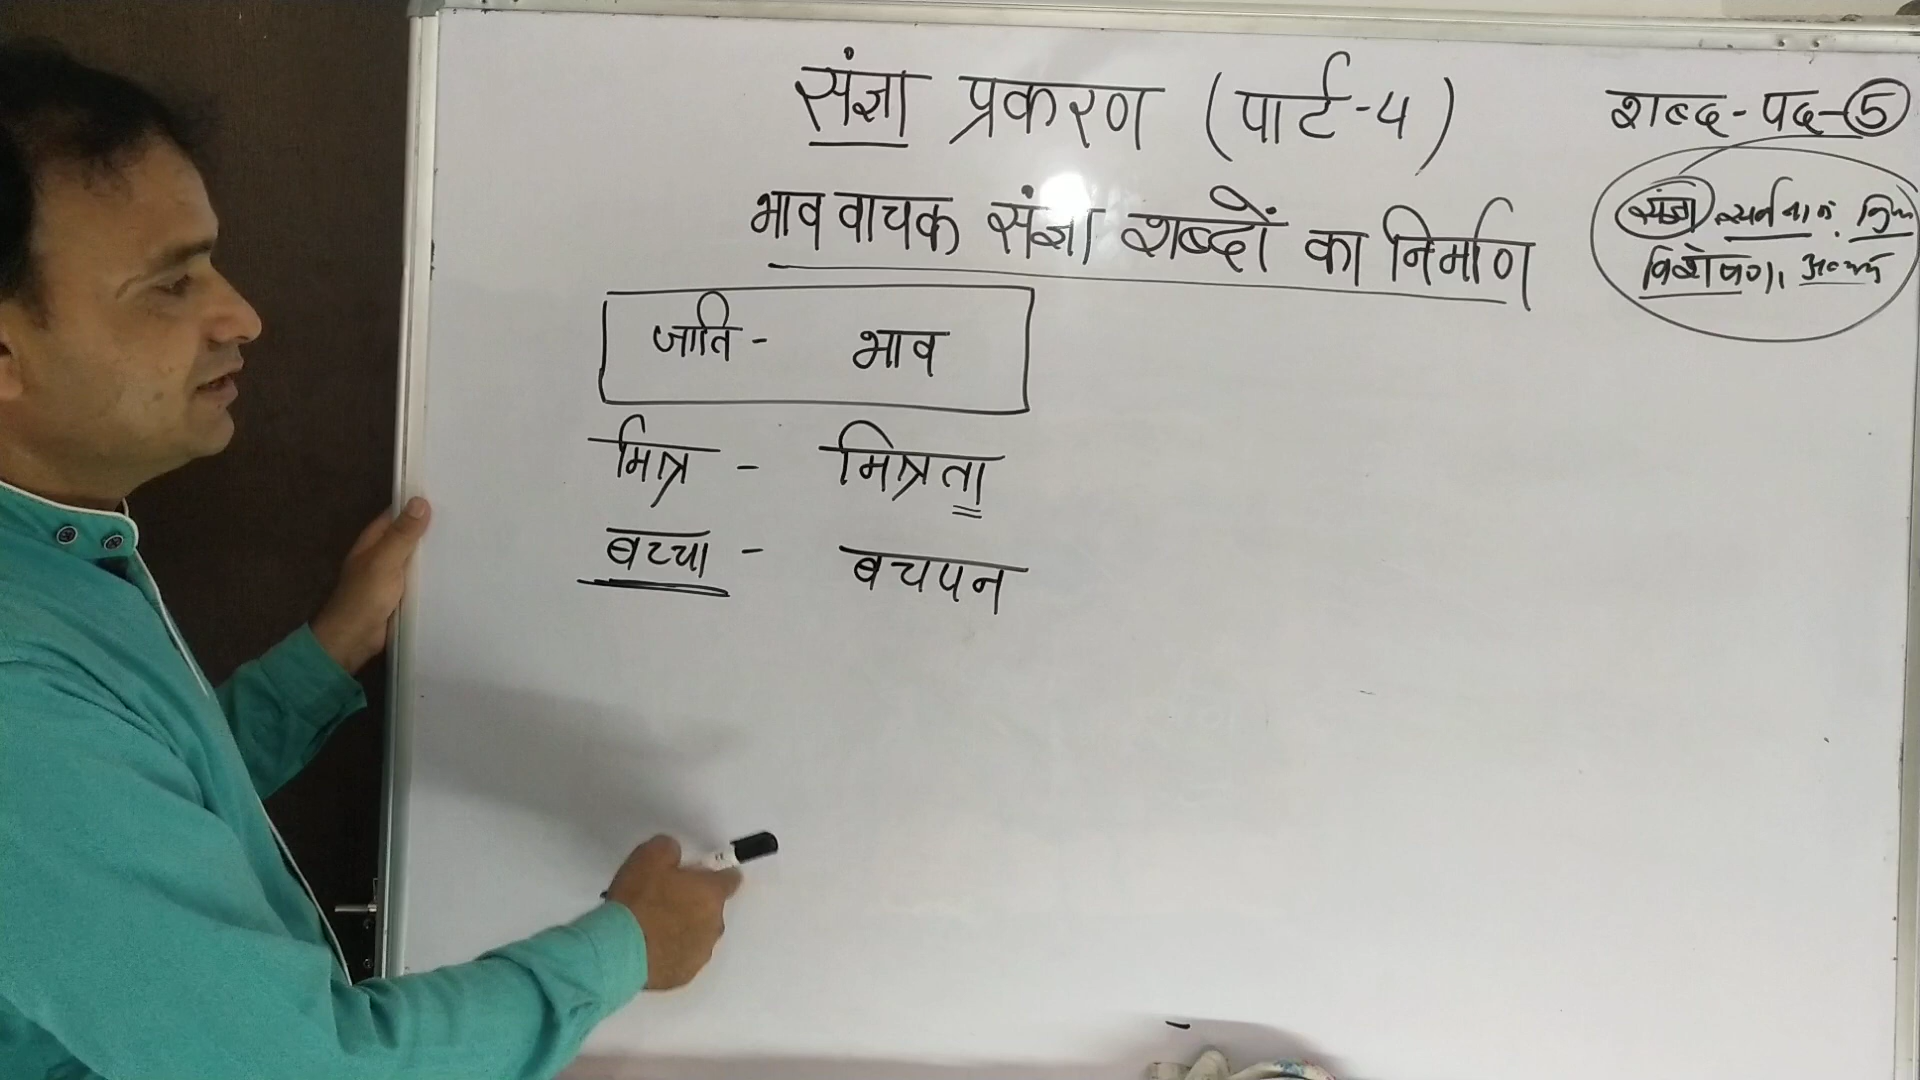 संज्ञा प्रकरण (पार्ट-4)
शब्द-पद-5
भाववाचक संज्ञा शब्दों का निर्माण
संज्ञा सर्वनाम, क्रिया
विशेषण, अव्यय
जाति - भाव
मित्र - मित्रता
बच्चा - बचपन